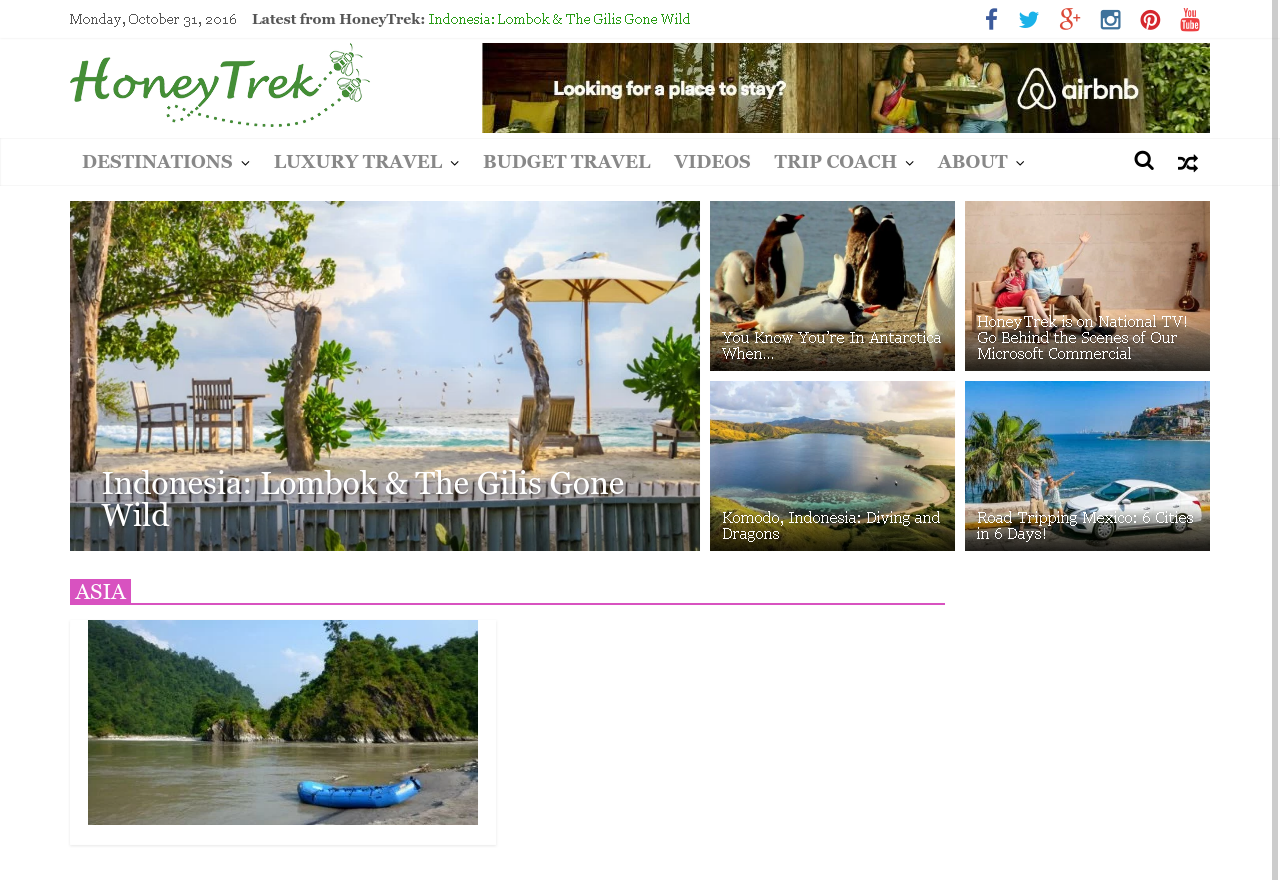 Monday, October 31, 2016 Latest from HoneyTrek: Indonesia: Lombok & The Gilis Gone Wild
You Tube
HoneyTrek
Looking for a place to stay? airbnb
DESTINATIONS LUXURY TRAVEL BUDGET TRAVEL VIDEOS TRIP COACH ABOUT
Indonesia: Lombok & The Gilis Gone
Wild
You Know You're In Antarctica
When...
HoneyTrek is on National TV!
Go Behind the Scenes of Our
Microsoft Commercial
Komodo, Indonesia: Diving and
Dragons
Road Tripping Mexico: 6 Cities
in 6 Days!
ASIA